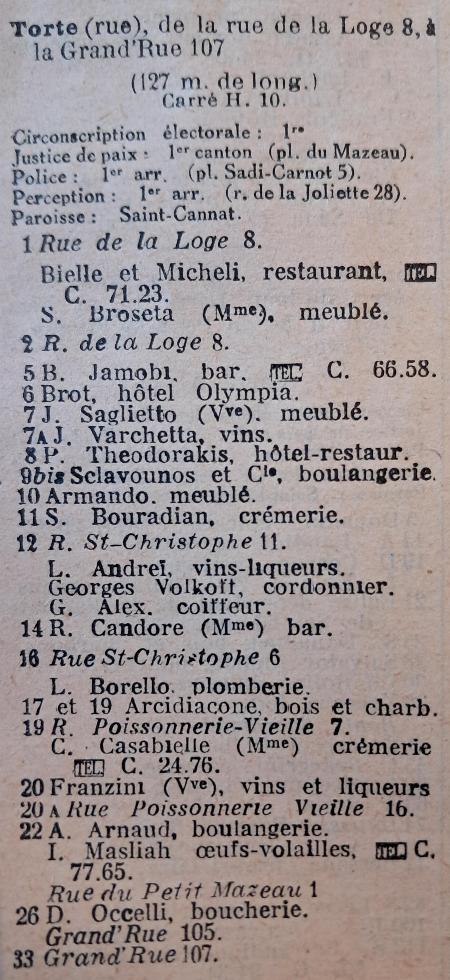 Torte (rue), de la rue de la Loge 8, à
la Grand'Rue 107
(127 m. de long.)
Carré H. 10.
Circonscription électorale : 1re
Justice de paix : 1er canton (pl. du Mazeau).
Police : 1er arr. (pl. Sadi-Carnot 5).
Perception : 1er arr. (r. de la Joliette 28).
Paroisse : Saint-Cannat.
1 Rue de la Loge 8.
Bielle et Micheli, restaurant, TEL
C. 71.23.
S. Broseta (Mme), meublé.
2 R. de la Loge 8.
5 B. Jamobi. bar. TEL C. 66.58.
6 Brot, hôtel Olympia.
7 J. Saglietto (Vve). meublé.
7A J. Varchetta, vins.
8 P. Theodorakis, hôtel-restaur.
9bis Sclavounos et Cie, boulangerie.
10 Armando. meublé.
11 S. Bouradian, crémerie.
12 R. St-Christophe 11.
L. Andreï, vins-liqueurs.
Georges Volkoft, cordonnier.
G. Alex. coiffeur.
14 R. Candore (Mme) bar.
16 Rue St-Christophe 6
L. Borello. plomberie.
17 et 19 Arcidiacone, bois et charb.
19 R. Poissonnerie-Vieille 7.
C. Casabielle (Mme) crémerie
TEL C. 24.76.
20 Franzini (Vve), vins et liqueurs
20 A Rue Poissonnerie Vieille 16.
22 A. Arnaud, boulangerie.
I. Masliah œufs-volailles, TEL C.
77.65.
Rue du Petit Mazeau 1
26 D. Occelli, boucherie.
Grand'Rue 105.
33 Grand'Rue 107.